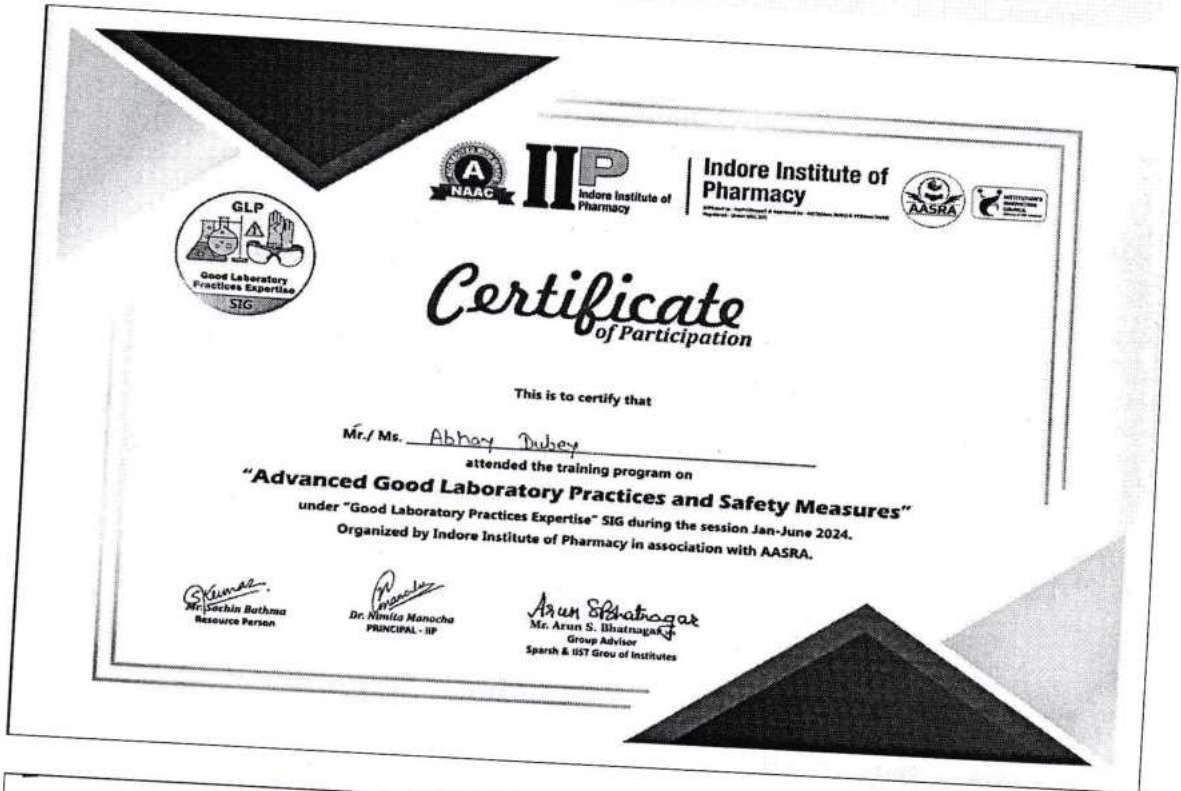 A
NAAC
IIP
Indore Institute of
Pharmacy
Indore Institute of
Pharmacy
AASRA
INSTITUTION'S
INNOVATION
COUNCIL
GLP
Good Laboratory
Practices Expertise
SIG
Certificate
of Participation
This is to certify that
Mr./ Ms. Abhay Dubey
attended the training program on
"Advanced Good Laboratory Practices and Safety Measures"
under "Good Laboratory Practices Expertise" SIG during the session Jan-June 2024.
Organized by Indore Institute of Pharmacy in association with AASRA.
Arun S Bhatnagar
Mr. Sachin Bathma
Resource Person
Dr. Nimita Manocha
PRINCIPAL - IIP
Mr. Arun S. Bhatnagar
Group Advisor
Sparsh & IIST Grou of Institutes